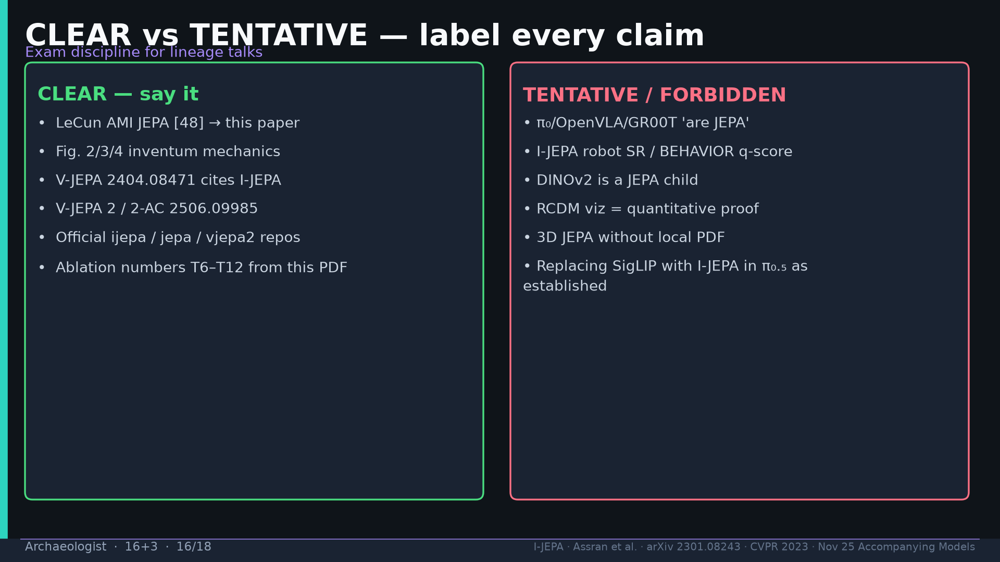 CLEAR vs TENTATIVE — label every claim
Exam discipline for lineage talks
CLEAR — say it
• LeCun AMI JEPA [48] → this paper
• Fig. 2/3/4 inventum mechanics
• V-JEPA 2404.08471 cites I-JEPA
• V-JEPA 2 / 2-AC 2506.09985
• Official ijepa / jepa / vjepa2 repos
• Ablation numbers T6–T12 from this PDF
TENTATIVE / FORBIDDEN
• π₀/OpenVLA/GR00T 'are JEPA'
• I-JEPA robot SR / BEHAVIOR q-score
• DINOv2 is a JEPA child
• RCDM viz = quantitative proof
• 3D JEPA without local PDF
• Replacing SigLIP with I-JEPA in π₀.₅ as
established
Archaeologist · 16+3 · 16/18
I-JEPA · Assran et al. · arXiv 2301.08243 · CVPR 2023 · Nov 25 Accompanying Models